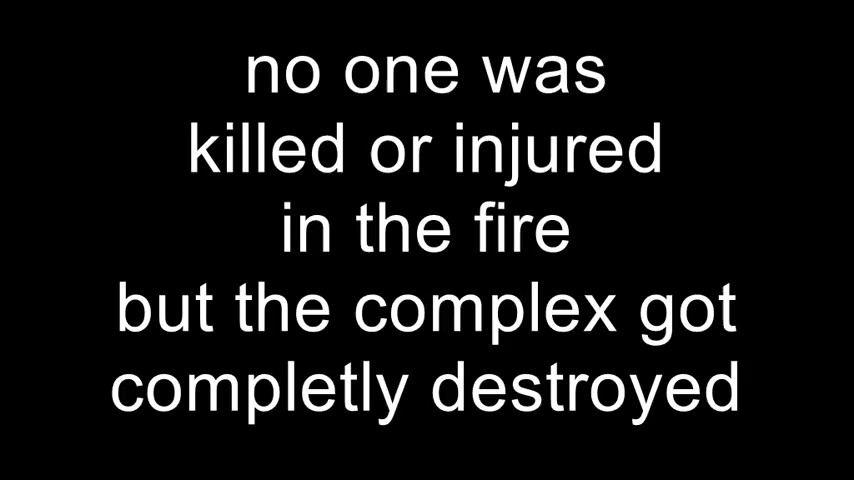 no one was
killed or injured
in the fire
but the complex got
completly destroyed